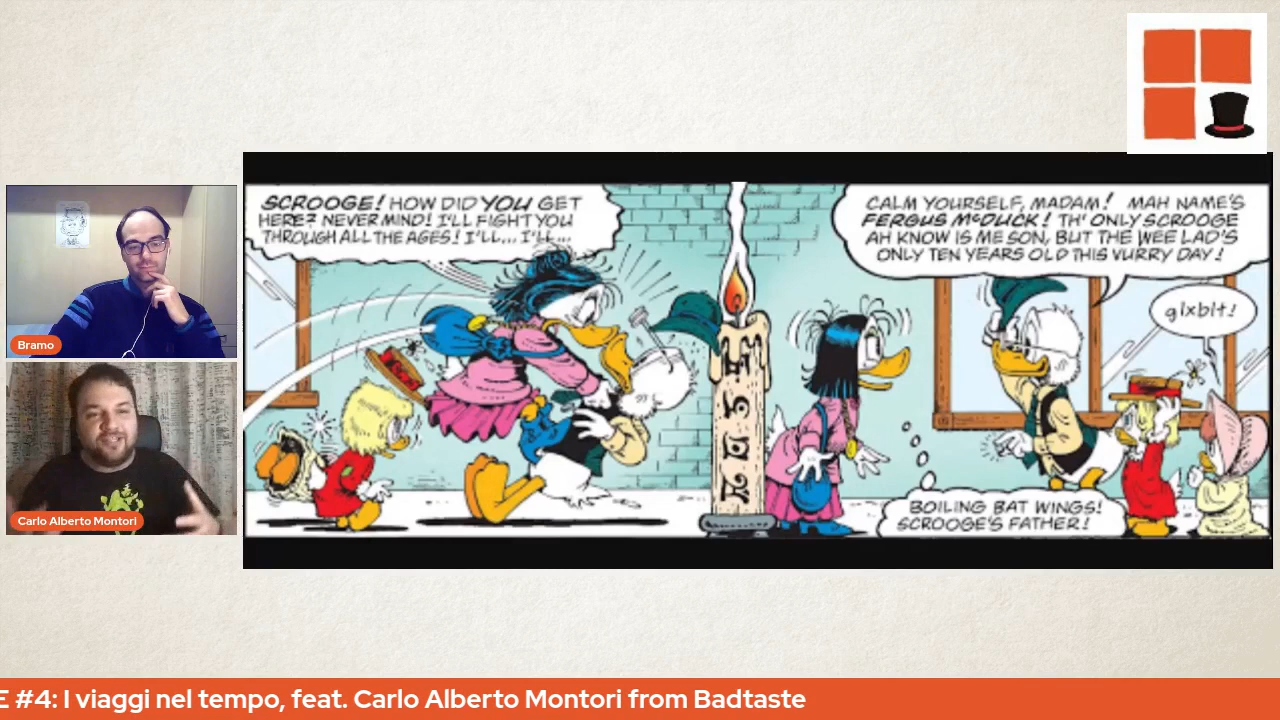 SCROOGE! HOW DID YOU GET
HERE? NEVER MIND! I'LL FIGHT YOU
THROUGH ALL THE AGES! I'LL... I'LL...
CALM YOURSELF, MADAM! MAH NAME'S
FERGUS McDUCK! TH' ONLY SCROOGE
AH KNOW IS ME SON, BUT THE WEE LAD'S
ONLY TEN YEARS OLD THIS VURRY DAY!
glxblt!
BOILING BAT WINGS!
SCROOGE'S FATHER!
Bramo
Carlo Alberto Montori
E #4: I viaggi nel tempo, feat. Carlo Alberto Montori from Badtaste